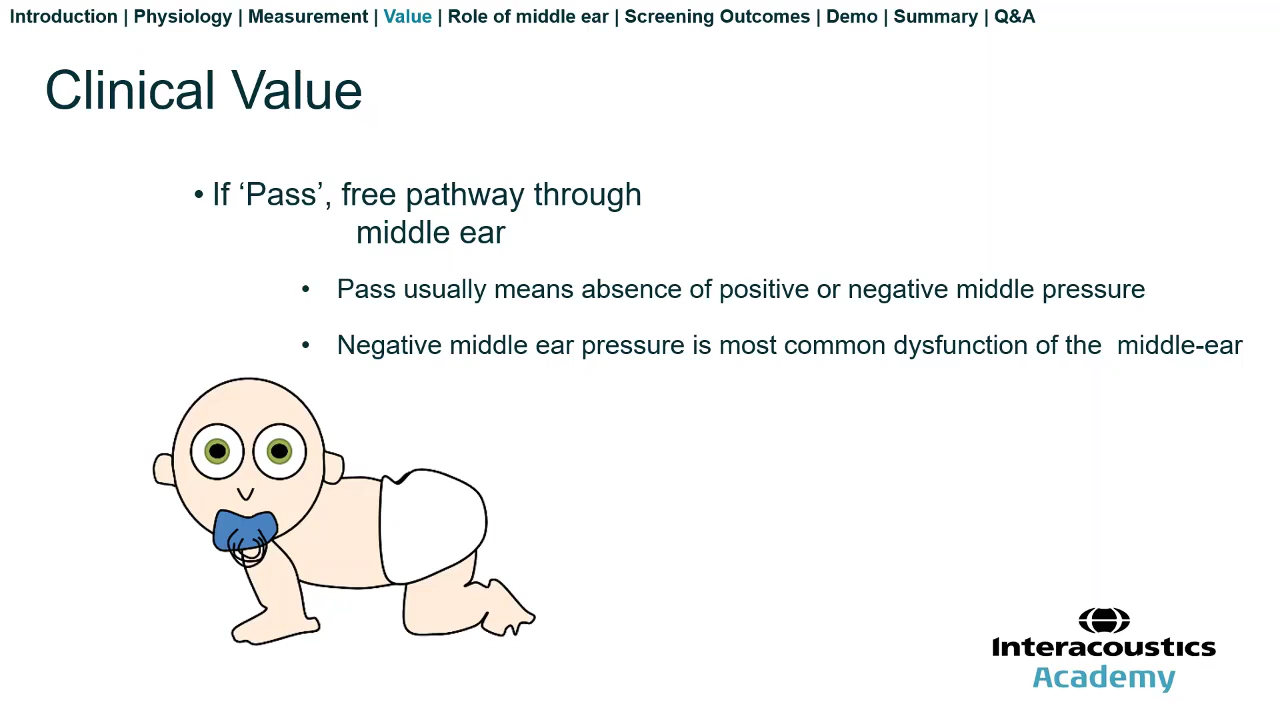 Introduction | Physiology | Measurement | Value | Role of middle ear | Screening Outcomes | Demo | Summary | Q&A
Clinical Value
• If ‘Pass’, free pathway through
middle ear
• Pass usually means absence of positive or negative middle pressure
• Negative middle ear pressure is most common dysfunction of the middle-ear
Interacoustics
Academy